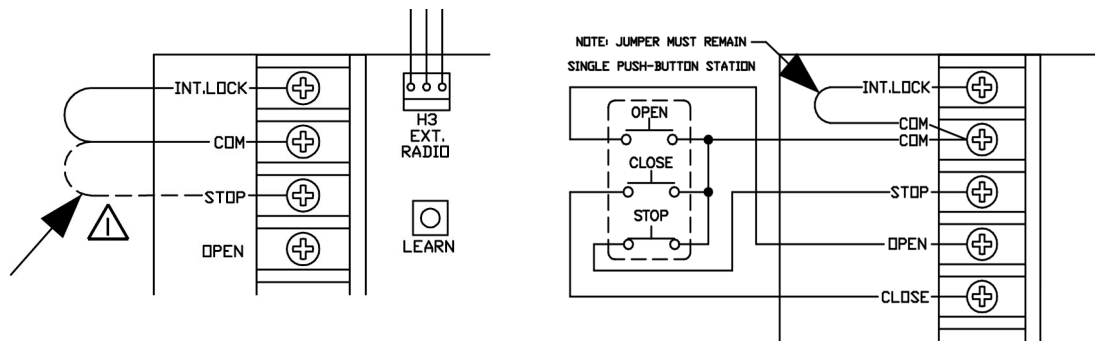 INT.LOCK
COM
STOP
OPEN
H3
EXT.
RADIO
LEARN
NOTE: JUMPER MUST REMAIN
SINGLE PUSH-BUTTON STATION
OPEN
CLOSE
STOP
INT.LOCK
COM
COM
STOP
OPEN
CLOSE